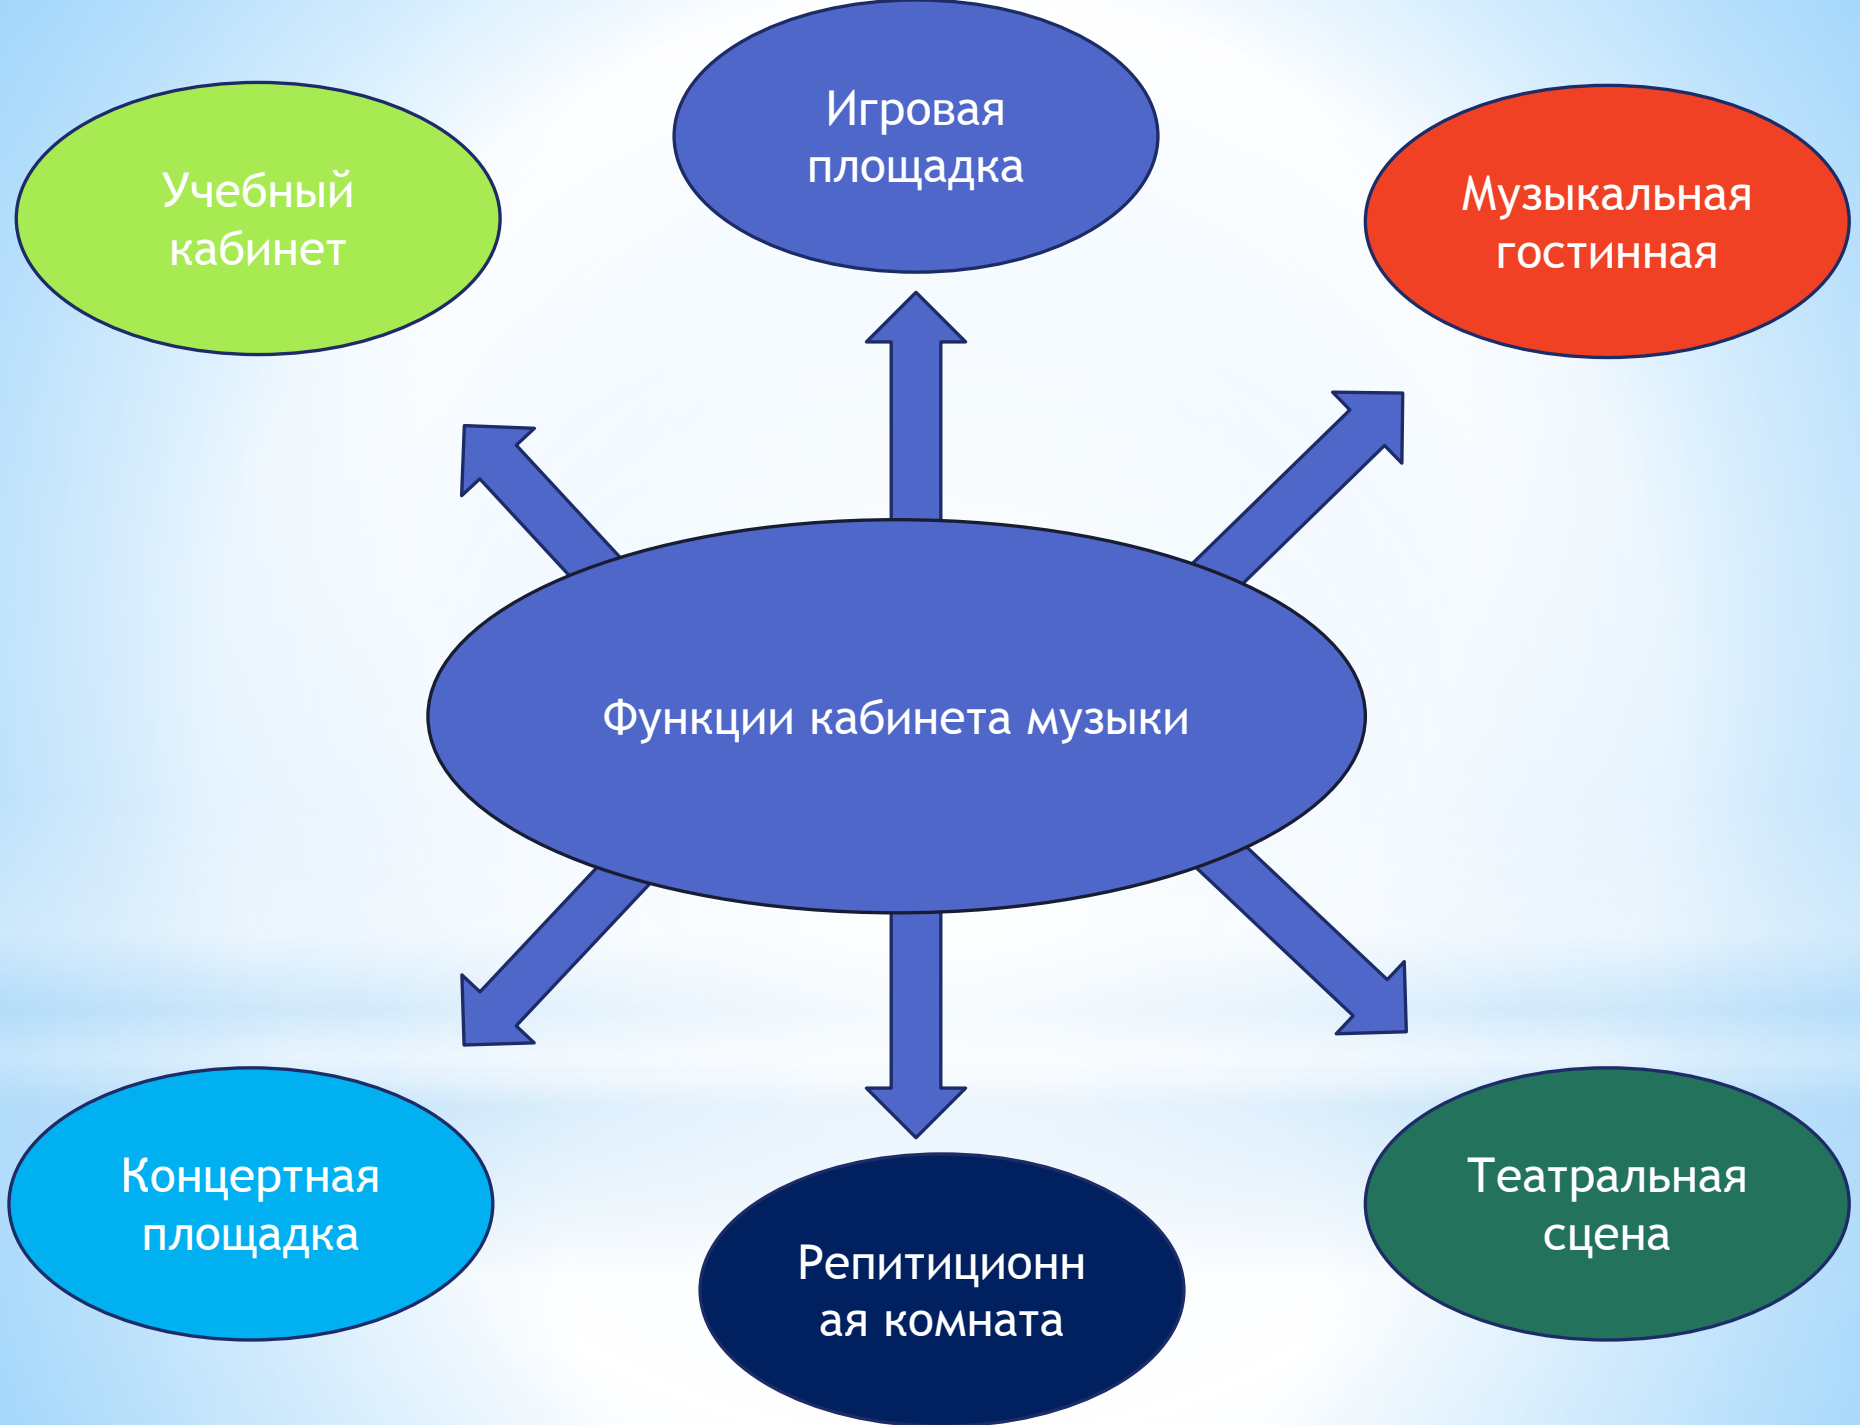 Игровая
площадка
Учебный
кабинет
Музыкальная
гостинная
Функции кабинета музыки
Концертная
площадка
Репитиционн
ая комната
Театральная
сцена